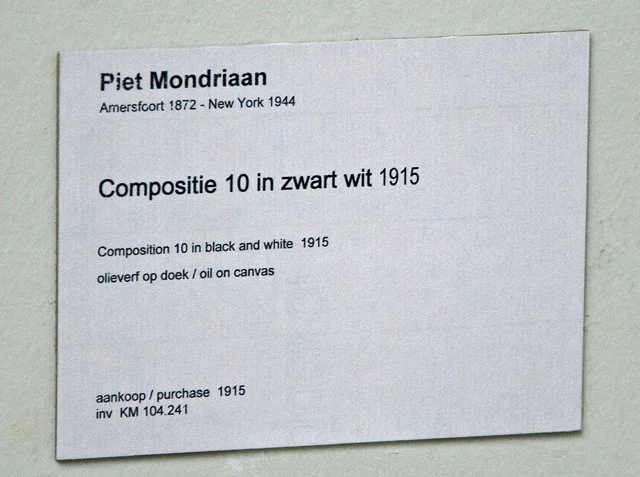 Piet Mondriaan
Amersfoort 1872 - New York 1944
Compositie 10 in zwart wit 1915
Composition 10 in black and white 1915
olieverf op doek / oil on canvas
aankoop / purchase 1915
inv KM 104.241